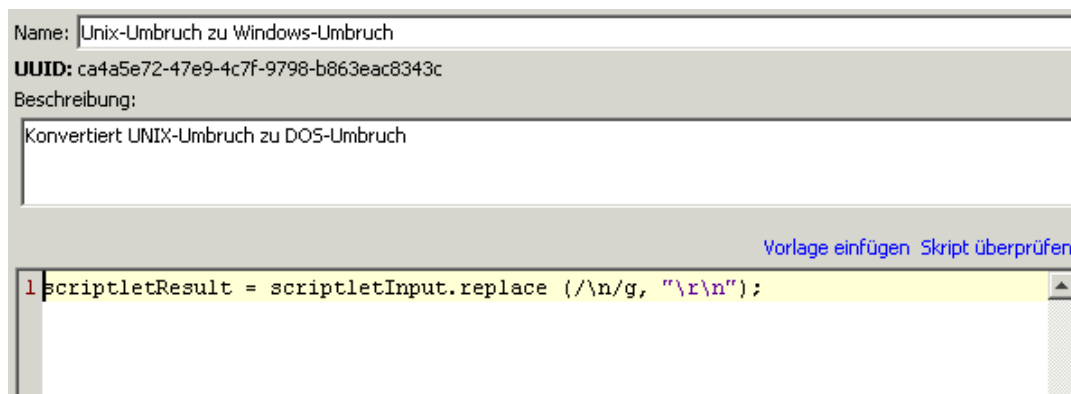 Name: Unix-Umbruch zu Windows-Umbruch
UUID: ca4a5e72-47e9-4c7f-9798-b863eac8343c
Beschreibung:
Konvertiert UNIX-Umbruch zu DOS-Umbruch
Vorlage einfügen Skript überprüfen
1 scriptletResult = scriptletInput.replace (/\n/g, "\r\n");